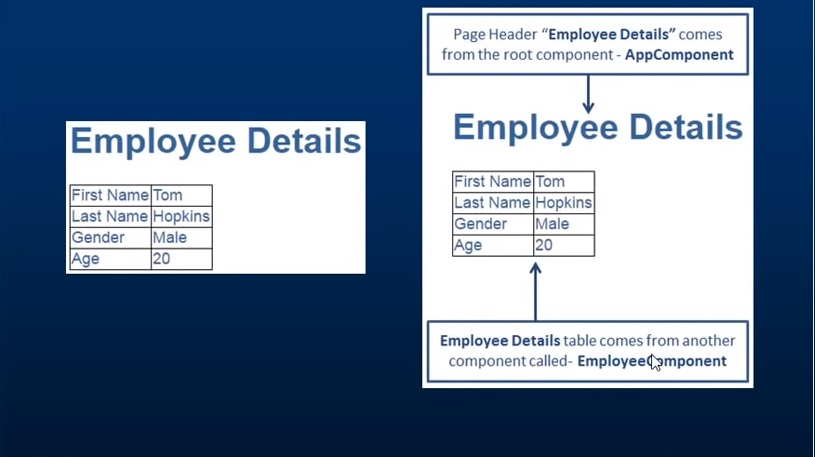 Employee Details
First Name Tom
Last Name Hopkins
Gender Male
Age 20
Page Header “Employee Details” comes
from the root component - AppComponent
Employee Details
First Name Tom
Last Name Hopkins
Gender Male
Age 20
Employee Details table comes from another
component called- EmployeeComponent